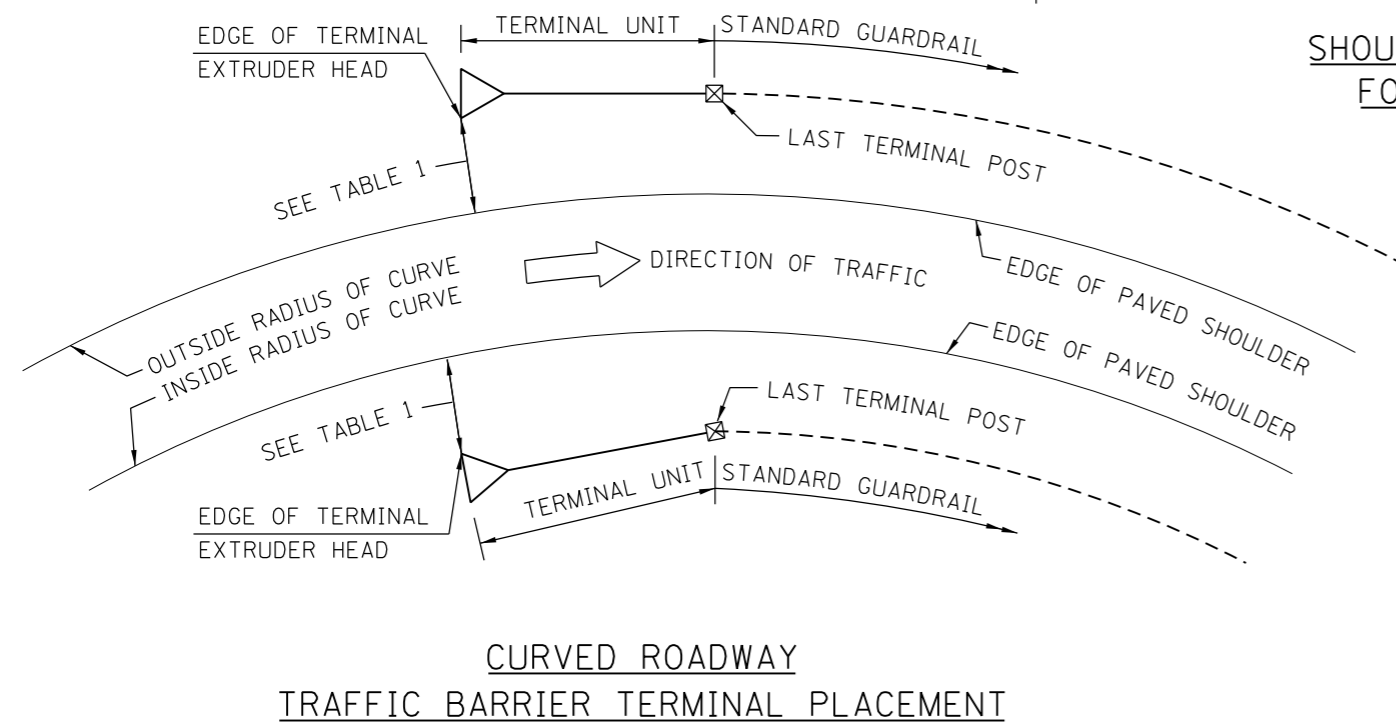 TERMINAL UNIT
STANDARD GUARDRAIL
EDGE OF TERMINAL
EXTRUDER HEAD
LAST TERMINAL POST
SEE TABLE 1
DIRECTION OF TRAFFIC
EDGE OF PAVED SHOULDER
OUTSIDE RADIUS OF CURVE
INSIDE RADIUS OF CURVE
EDGE OF PAVED SHOULDER
SEE TABLE 1
LAST TERMINAL POST
TERMINAL UNIT
STANDARD GUARDRAIL
EDGE OF TERMINAL
EXTRUDER HEAD
CURVED ROADWAY
TRAFFIC BARRIER TERMINAL PLACEMENT